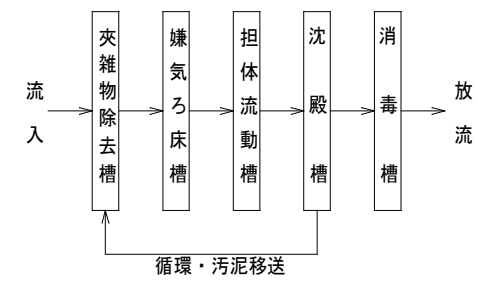 流入
夾雑物除去槽
嫌気ろ床槽
担体流動槽
沈殿槽
消毒槽
放流
循環・汚泥移送